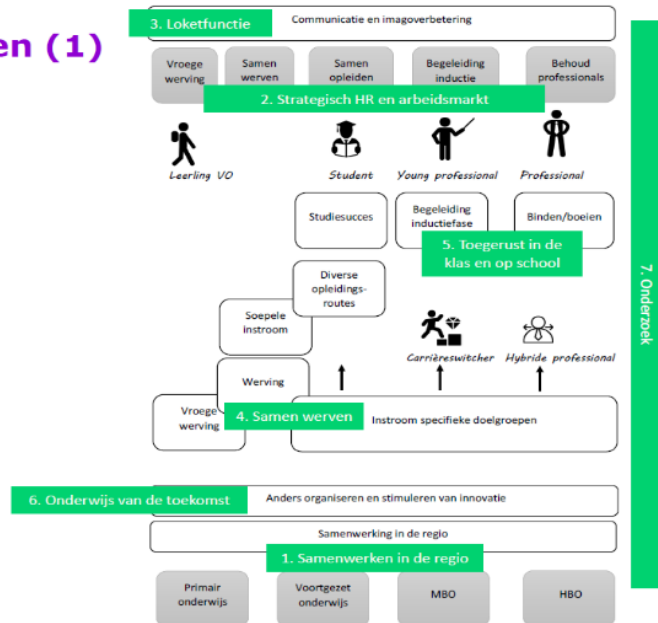 en (1)
3. Loketfunctie
Communicatie en imagoverbetering
Vroege
werving
Samen
werven
Samen
opleiden
Begeleiding
inductie
Behoud
professionals
2. Strategisch HR en arbeidsmarkt
Leerling VO
Student
Young professional
Professional
Studiesucces
Begeleiding
inductiefase
Binden/boeien
5. Toegerust in de
klas en op school
Diverse
opleidings-
routes
Soepele
instroom
Carrièreswitcher
Hybride professional
Werving
Vroege
werving
4. Samen werven
Instroom specifieke doelgroepen
6. Onderwijs van de toekomst
Anders organiseren en stimuleren van innovatie
Samenwerking in de regio
1. Samenwerken in de regio
Primair
onderwijs
Voortgezet
onderwijs
MBO
HBO
7. Onderzoek